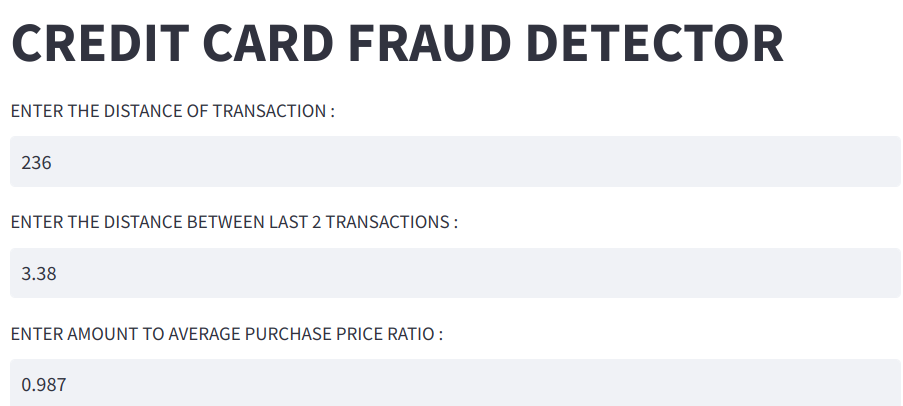 CREDIT CARD FRAUD DETECTOR
ENTER THE DISTANCE OF TRANSACTION :
236
ENTER THE DISTANCE BETWEEN LAST 2 TRANSACTIONS :
3.38
ENTER AMOUNT TO AVERAGE PURCHASE PRICE RATIO :
0.987